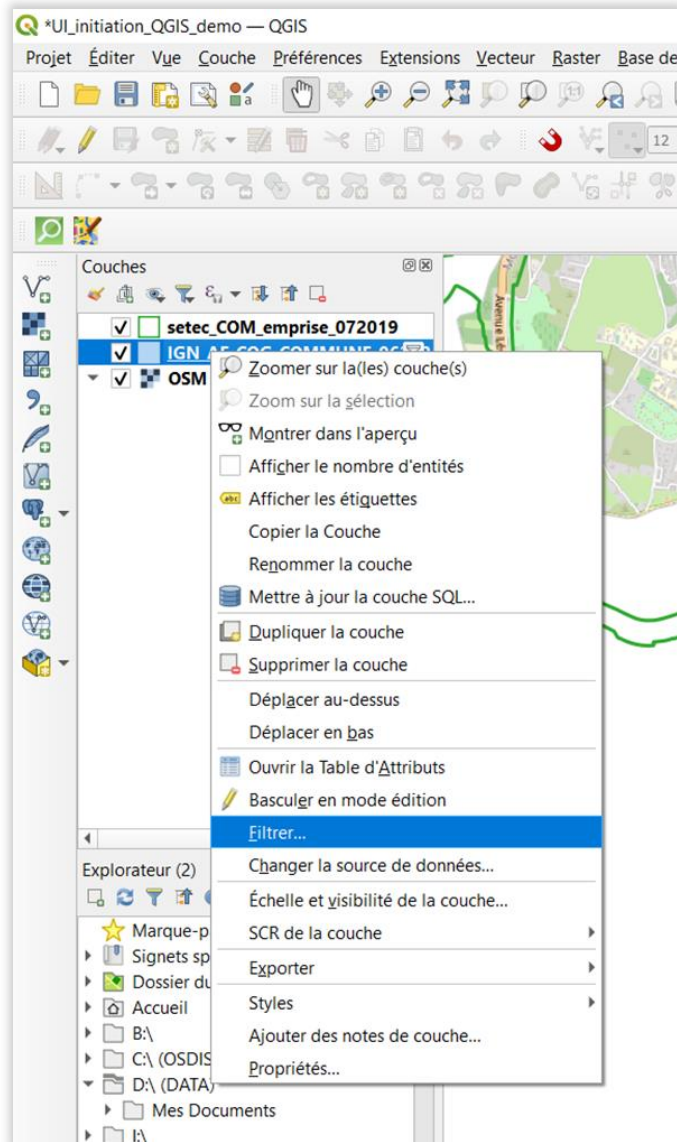 *UI_initiation_QGIS_demo — QGIS
Projet Éditer Vue Couche Préférences Extensions Vecteur Raster Base de
12
Couches
setec_COM_emprise_072019
OSM
Zoomer sur la(les) couche(s)
Zoom sur la sélection
Montrer dans l'aperçu
Afficher le nombre d'entités
abc Afficher les étiquettes
Copier la Couche
Renommer la couche
Mettre à jour la couche SQL...
Dupliquer la couche
Supprimer la couche
Déplacer au-dessus
Déplacer en bas
Ouvrir la Table d'Attributs
Basculer en mode édition
Filtrer...
Changer la source de données...
Échelle et visibilité de la couche...
SCR de la couche
Exporter
Styles
Ajouter des notes de couche...
Propriétés...
Avenue
Explorateur (2)
Marque-p
Signets sp
Dossier du
Accueil
B:\
C:\ (OSDIS
D:\ (DATA)
Mes Documents
I:\